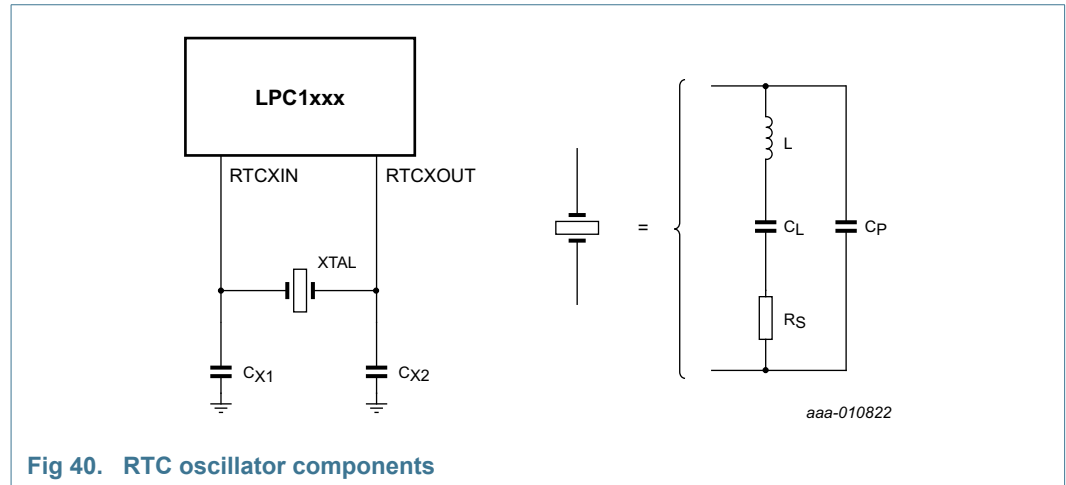 LPC1xxx
RTCXIN
RTCXOUT
XTAL
CX1
CX2
=
L
CL
CP
RS
aaa-010822
Fig 40. RTC oscillator components